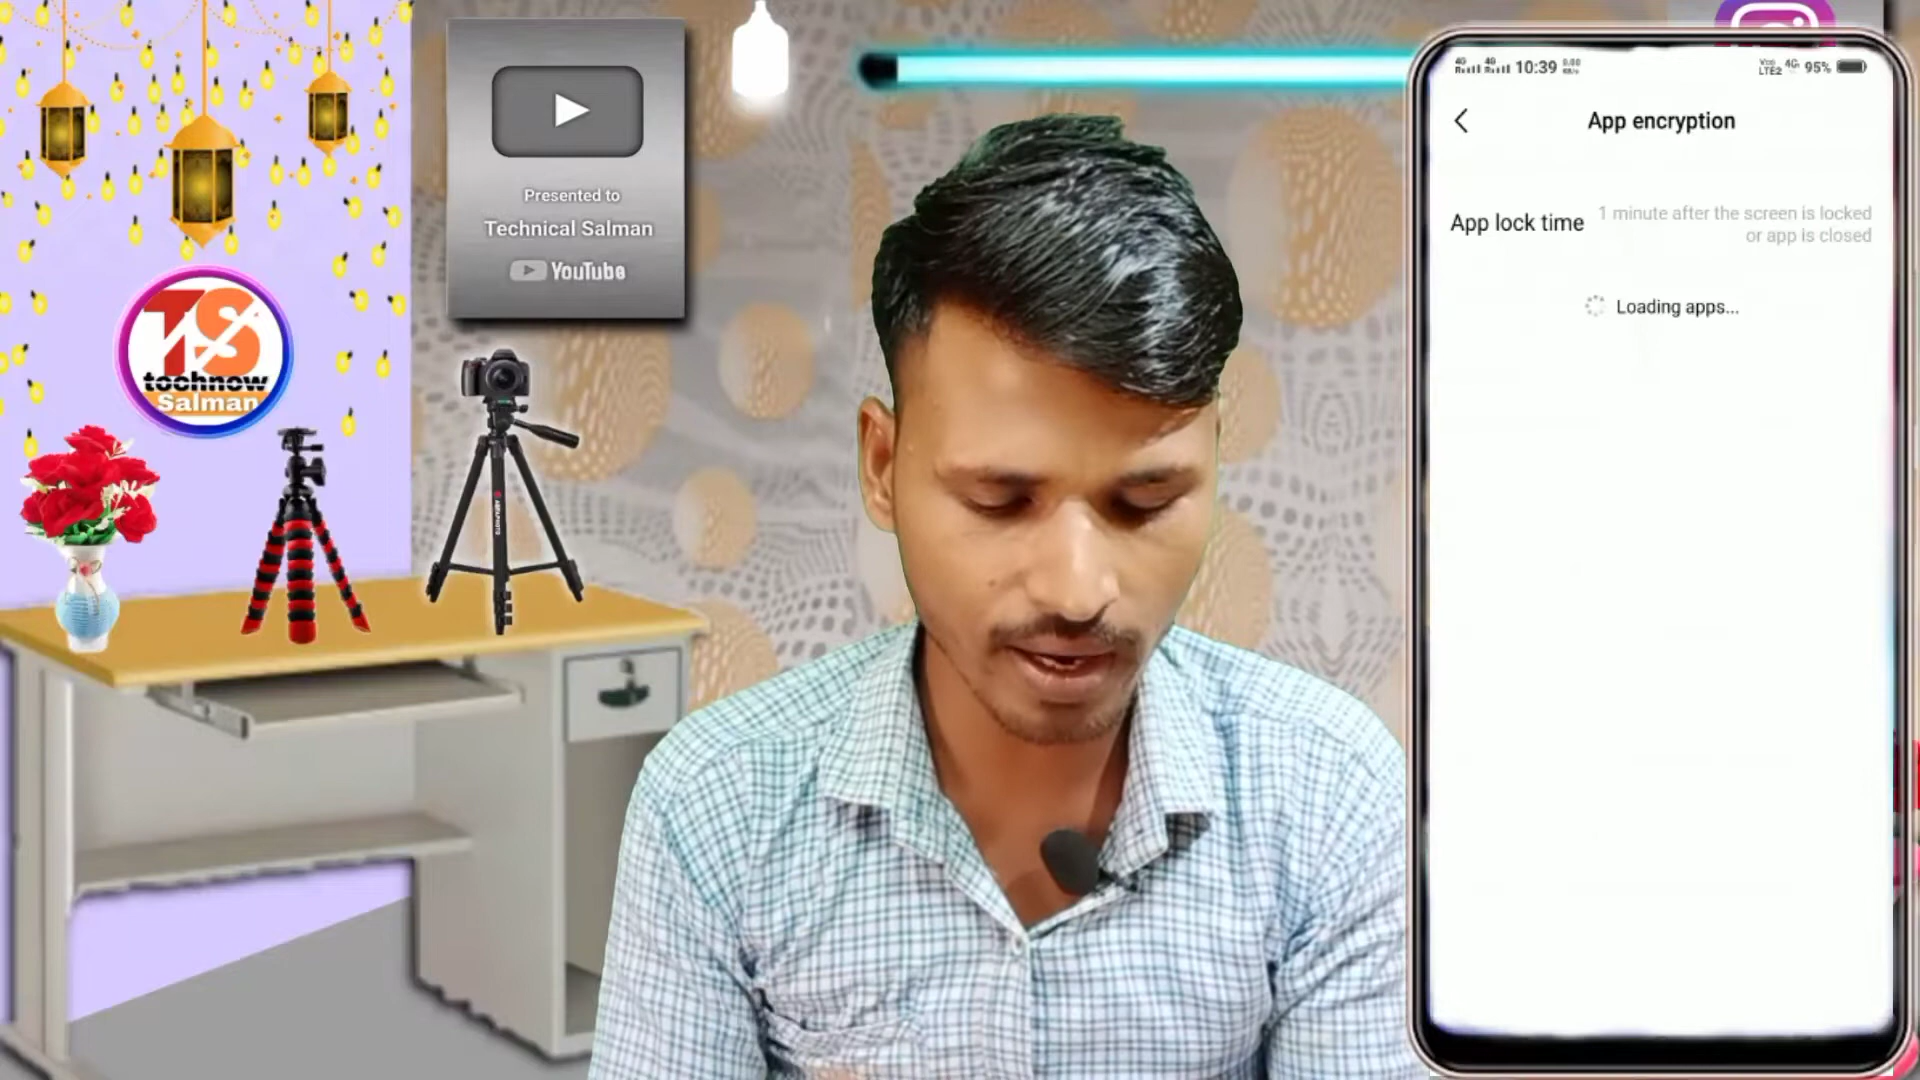 Presented to
Technical Salman
YouTube
TS
technow
Salman
10:39
95%
App encryption
App lock time
1 minute after the screen is locked
or app is closed
Loading apps...